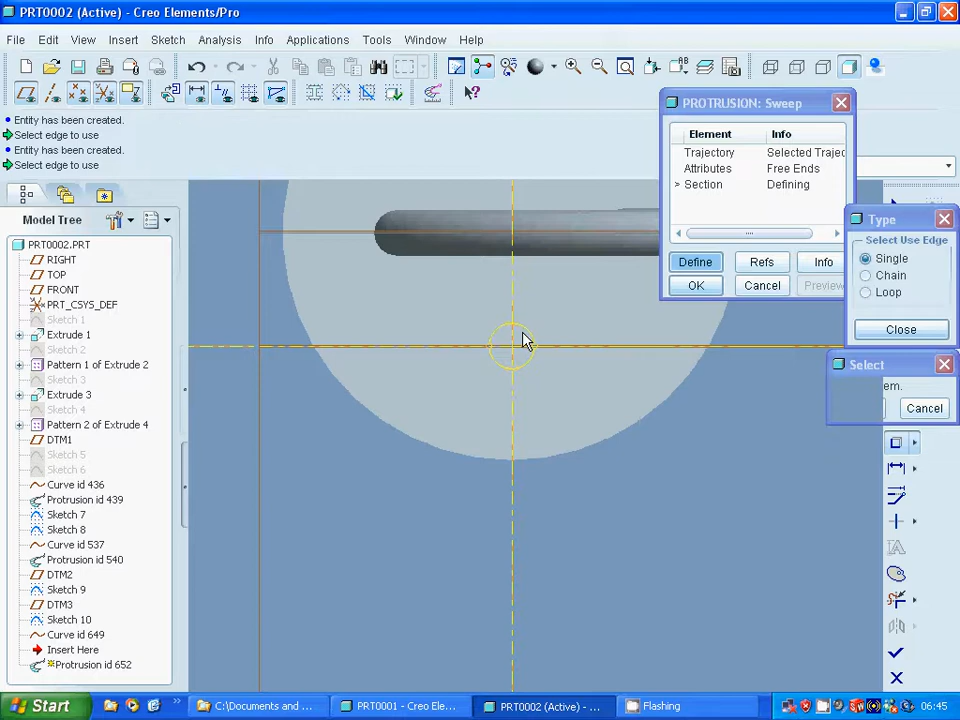 PRT0002 (Active) - Creo Elements/Pro
File Edit View Insert Sketch Analysis Info Applications Tools Window Help
Entity has been created.
Select edge to use
Entity has been created.
Select edge to use
PROTRUSION: Sweep
Element Info
Trajectory Selected Trajec
Attributes Free Ends
> Section Defining
Define Refs Info
OK Cancel Preview
Type
Select Use Edge
Single
Chain
Loop
Close
Select
em.
Cancel
Model Tree
PRT0002.PRT
RIGHT
TOP
FRONT
PRT_CSYS_DEF
Sketch 1
Extrude 1
Sketch 2
Pattern 1 of Extrude 2
Sketch 3
Extrude 3
Sketch 4
Pattern 2 of Extrude 4
DTM1
Sketch 5
Sketch 6
Curve id 436
Protrusion id 439
Sketch 7
Sketch 8
Curve id 537
Protrusion id 540
DTM2
Sketch 9
DTM3
Sketch 10
Curve id 649
Insert Here
Protrusion id 652
Start
C:\Documents and ...
PRT0001 - Creo Ele...
PRT0002 (Active) - ...
Flashing
06:45